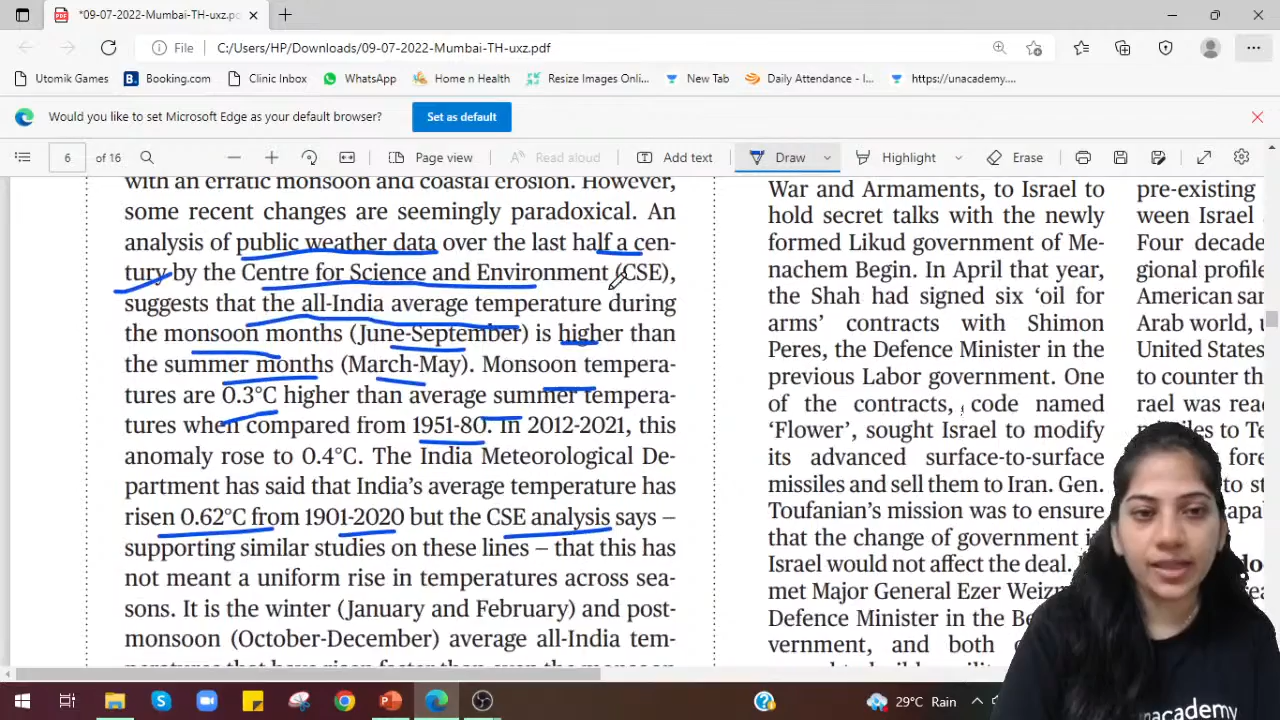 *09-07-2022-Mumbai-TH-uxz.pdf
File
C:/Users/HP/Downloads/09-07-2022-Mumbai-TH-uxz.pdf
Utomik Games
Booking.com
Clinic Inbox
WhatsApp
Home n Health
Resize Images Onli...
New Tab
Daily Attendance - I...
https://unacademy....
Would you like to set Microsoft Edge as your default browser?
Set as default
6
of 16
Page view
Read aloud
Add text
Draw
Highlight
Erase
with an erratic monsoon and coastal erosion. However,
some recent changes are seemingly paradoxical. An
analysis of public weather data over the last half a cen-
tury by the Centre for Science and Environment (CSE),
suggests that the all-India average temperature during
the monsoon months (June-September) is higher than
the summer months (March-May). Monsoon tempera-
tures are 0.3°C higher than average summer tempera-
tures when compared from 1951-80. In 2012-2021, this
anomaly rose to 0.4°C. The India Meteorological De-
partment has said that India's average temperature has
risen 0.62°C from 1901-2020 but the CSE analysis says —
supporting similar studies on these lines — that this has
not meant a uniform rise in temperatures across sea-
sons. It is the winter (January and February) and post-
monsoon (October-December) average all-India tem-
peratures that have risen faster than even the monsoon
War and Armaments, to Israel to
hold secret talks with the newly
formed Likud government of Me-
nachem Begin. In April that year,
the Shah had signed six 'oil for
arms' contracts with Shimon
Peres, the Defence Minister in the
previous Labor government. One
of the contracts, code named
'Flower', sought Israel to modify
its advanced surface-to-surface
missiles and sell them to Iran. Gen.
Toufanian's mission was to ensure
that the change of government
Israel would not affect the deal.
met Major General Ezer
Defence Minister in the
vernment, and both
pre-existing
ween Israel
Four decade
gional profile
American
Arab world,
United States
to counter
rael was
to
29°C Rain
unacademy